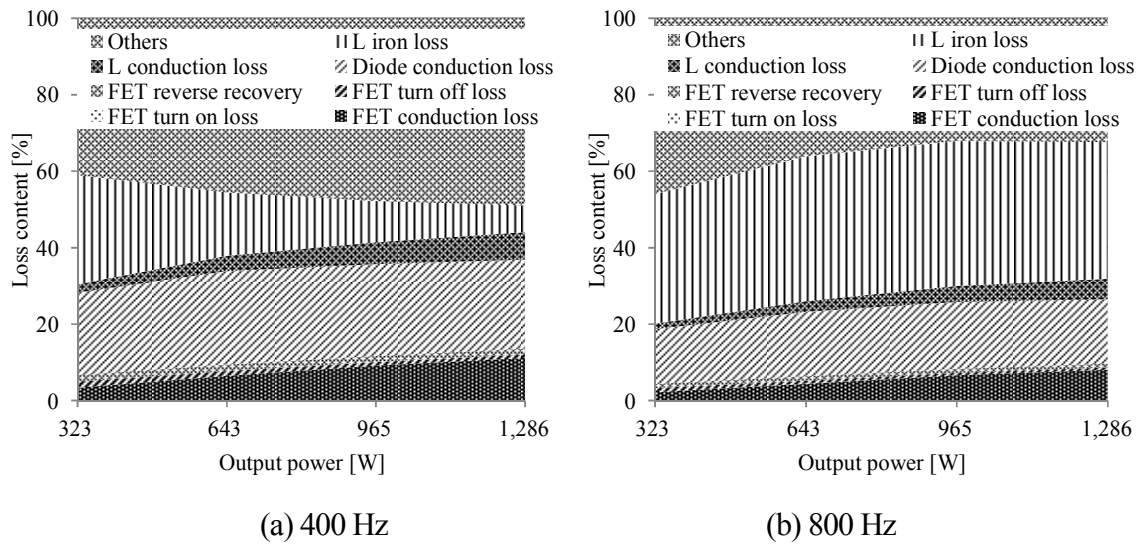 100
80
60
40
20
0
Loss content [%]
Others
L iron loss
L conduction loss
Diode conduction loss
FET reverse recovery
FET turn off loss
FET turn on loss
FET conduction loss
323
643
965
1,286
Output power [W]
(a) 400 Hz
100
80
60
40
20
0
Loss content [%]
Others
L iron loss
L conduction loss
Diode conduction loss
FET reverse recovery
FET turn off loss
FET turn on loss
FET conduction loss
323
643
965
1,286
Output power [W]
(b) 800 Hz